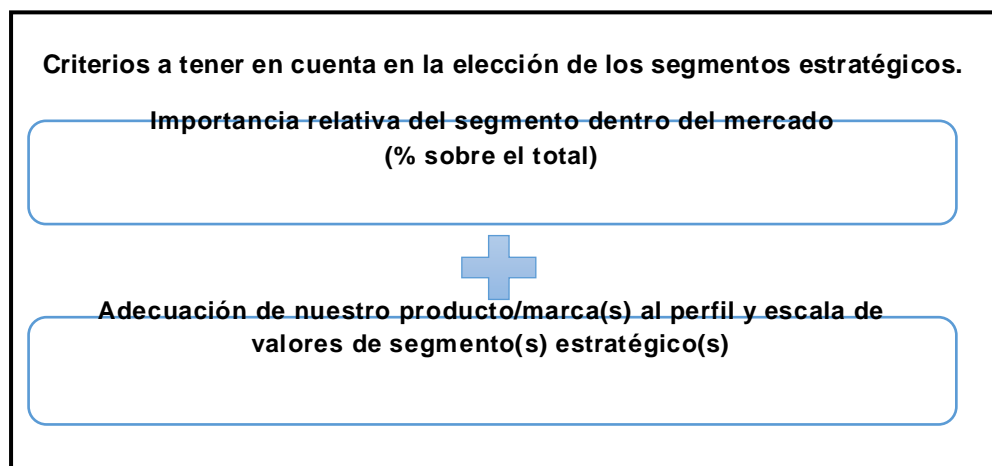 Criterios a tener en cuenta en la elección de los segmentos estratégicos.
Importancia relativa del segmento dentro del mercado
(% sobre el total)
Adecuación de nuestro producto/marca(s) al perfil y escala de
valores de segmento(s) estratégico(s)